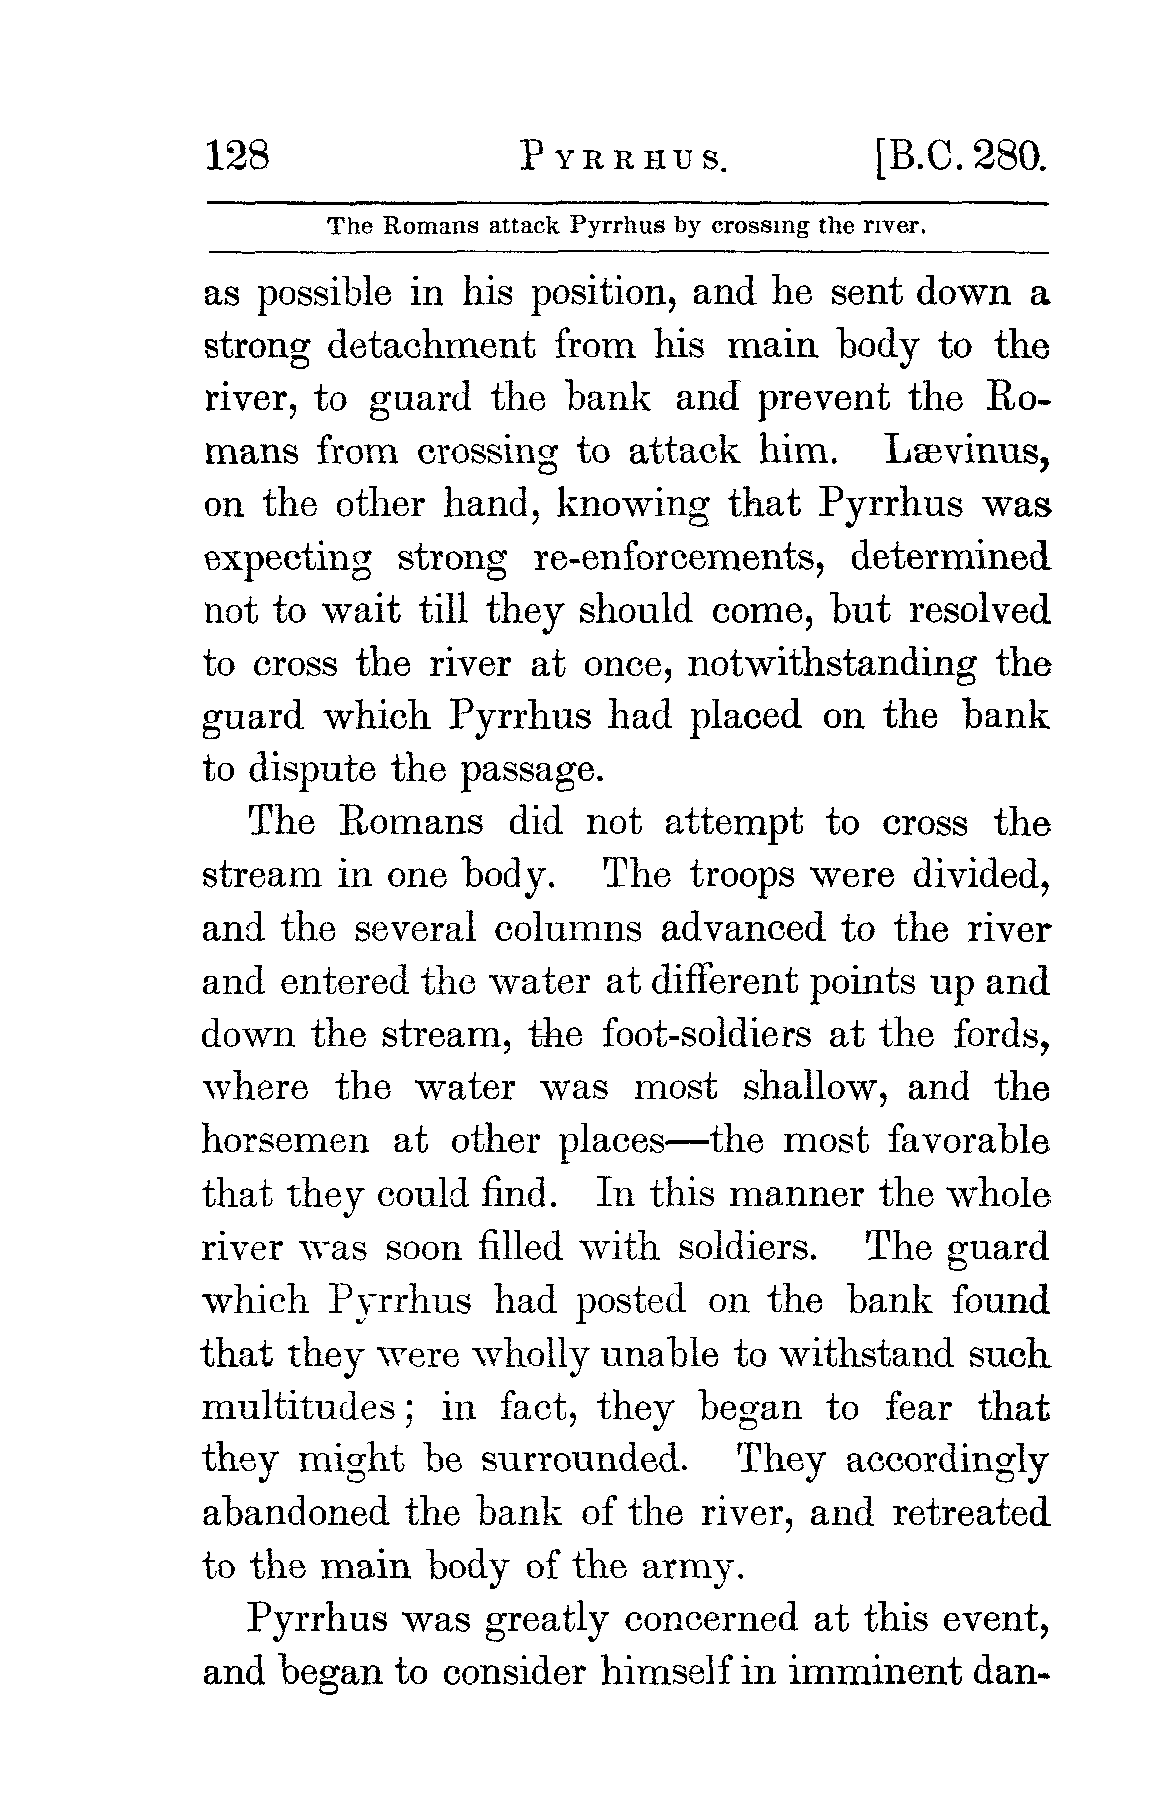 128 PYRRHUS. [B.C. 280.
The Romans attack Pyrrhus by crossing the river.
as possible in his position, and he sent down a
strong detachment from his main body to the
river, to guard the bank and prevent the Ro-
mans from crossing to attack him. Lævinus,
on the other hand, knowing that Pyrrhus was
expecting strong re-enforcements, determined
not to wait till they should come, but resolved
to cross the river at once, notwithstanding the
guard which Pyrrhus had placed on the bank
to dispute the passage.
The Romans did not attempt to cross the
stream in one body. The troops were divided,
and the several columns advanced to the river
and entered the water at different points up and
down the stream, the foot-soldiers at the fords,
where the water was most shallow, and the
horsemen at other places—the most favorable
that they could find. In this manner the whole
river was soon filled with soldiers. The guard
which Pyrrhus had posted on the bank found
that they were wholly unable to withstand such
multitudes; in fact, they began to fear that
they might be surrounded. They accordingly
abandoned the bank of the river, and retreated
to the main body of the army.
Pyrrhus was greatly concerned at this event,
and began to consider himself in imminent dan-